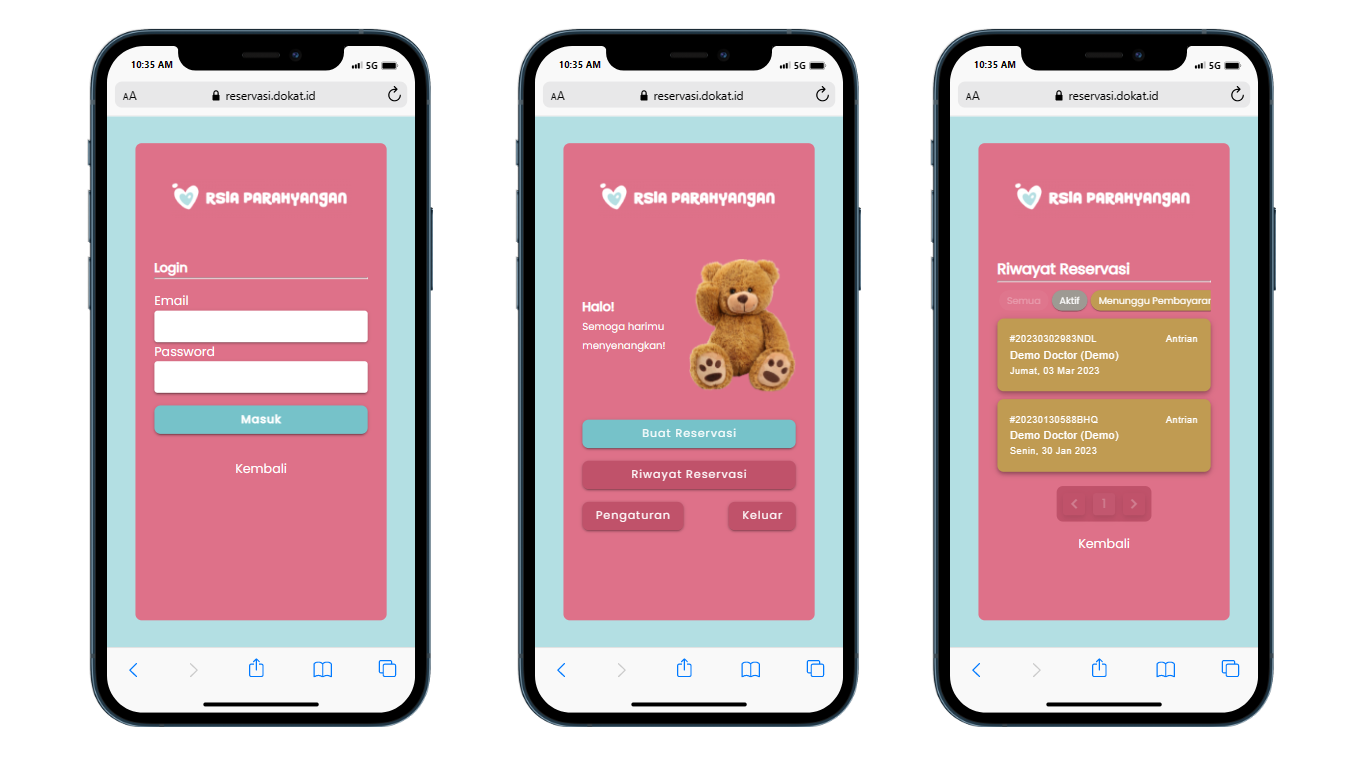 10:35 AM
5G
AA
reservasi.dokat.id
RSIA PARAHYANGAN
Login
Email
Password
Masuk
Kembali
10:35 AM
5G
AA
reservasi.dokat.id
RSIA PARAHYANGAN
Halo!
Semoga harimu
menyenangkan!
Buat Reservasi
Riwayat Reservasi
Pengaturan Keluar
10:35 AM
5G
AA
reservasi.dokat.id
RSIA PARAHYANGAN
Riwayat Reservasi
Semua Aktif Menunggu Pembayaran
#20230302983NDL Antrian
Demo Doctor (Demo)
Jumat, 03 Mar 2023
#20230130588BHQ Antrian
Demo Doctor (Demo)
Senin, 30 Jan 2023
1
Kembali